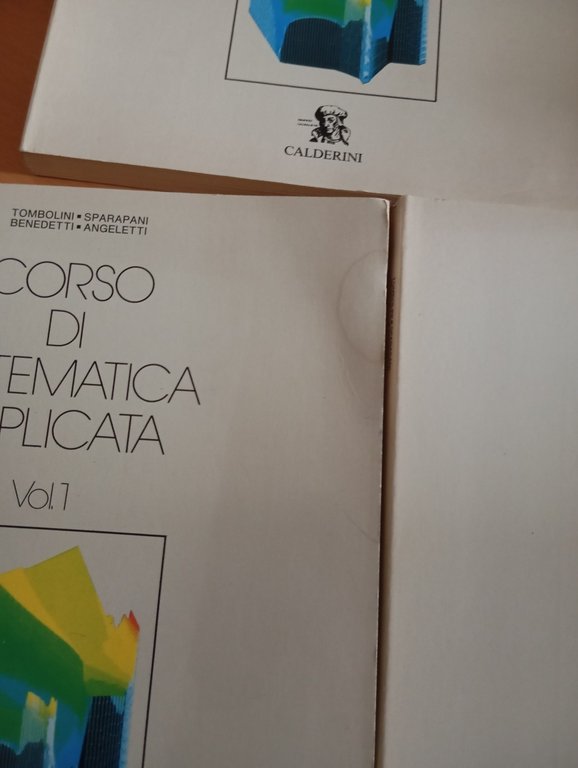 CALDERINI
TOMBOLINI ▪ SPARAPANI
BENEDETTI ▪ ANGELETTI
CORSO
DI
TEMATICA
PLICATA
Vol. 1